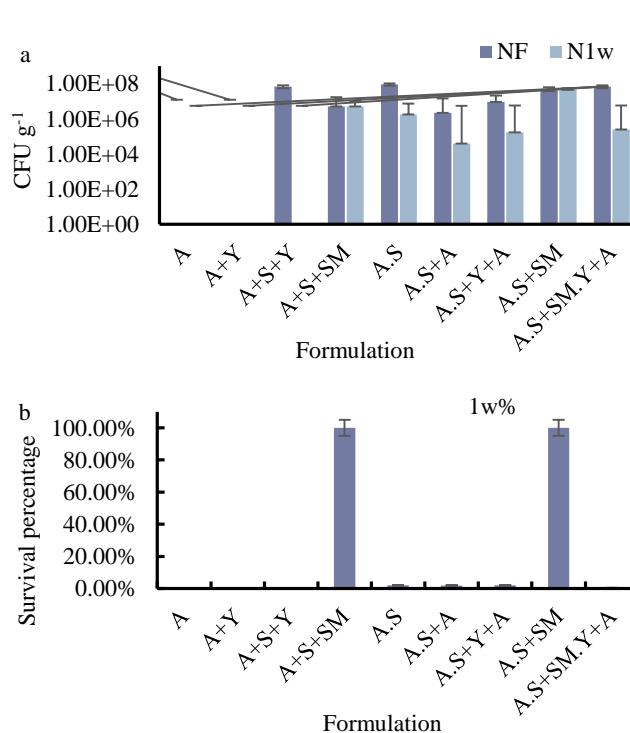 a
NF N1w
1.00E+08
1.00E+06
1.00E+04
1.00E+02
1.00E+00
CFU g-1
A
A+Y
A+S+Y
A+S+SM
A.S
A.S+A
A.S+Y+A
A.S+SM
A.S+SM.Y+A
Formulation
b
1w%
100.00%
80.00%
60.00%
40.00%
20.00%
0.00%
Survival percentage
A
A+Y
A+S+Y
A+S+SM
A.S
A.S+A
A.S+Y+A
A.S+SM
A.S+SM.Y+A
Formulation